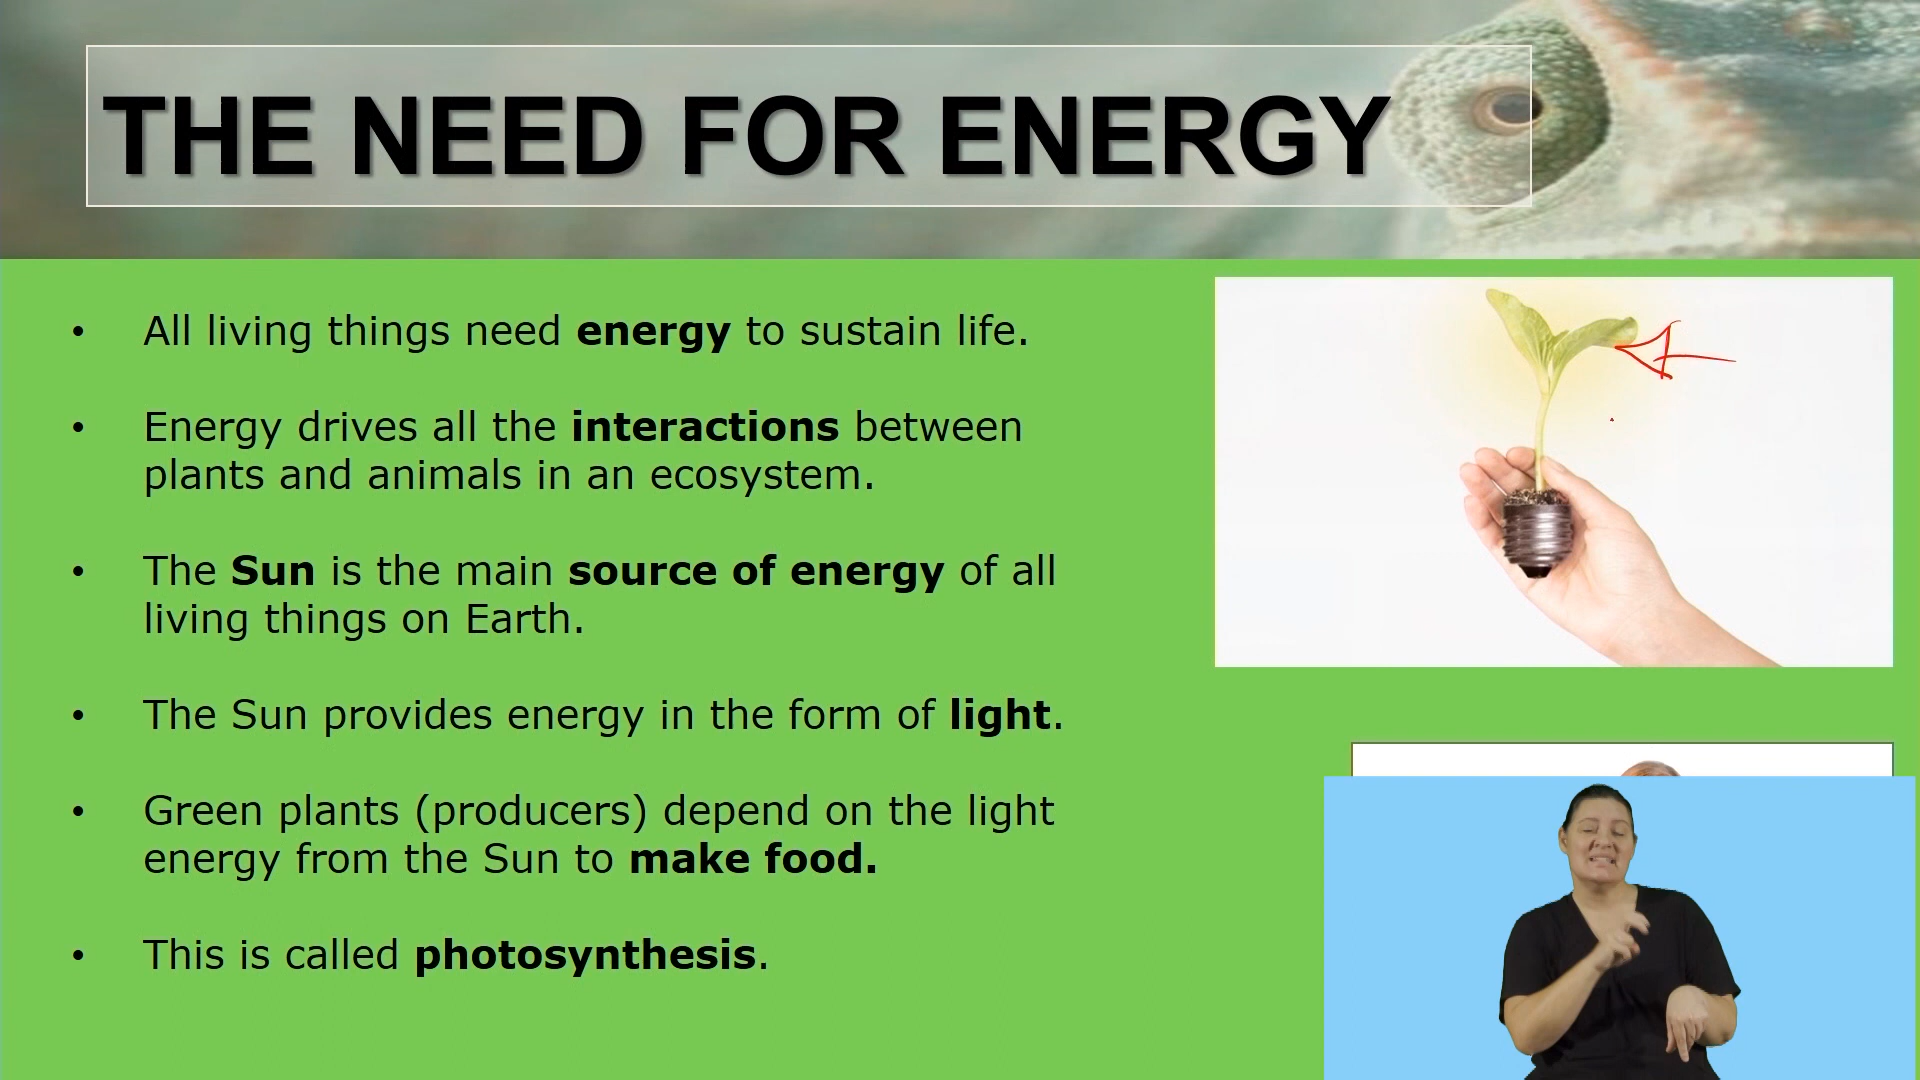 THE NEED FOR ENERGY
• All living things need energy to sustain life.
• Energy drives all the interactions between
plants and animals in an ecosystem.
• The Sun is the main source of energy of all
living things on Earth.
• The Sun provides energy in the form of light.
• Green plants (producers) depend on the light
energy from the Sun to make food.
• This is called photosynthesis.